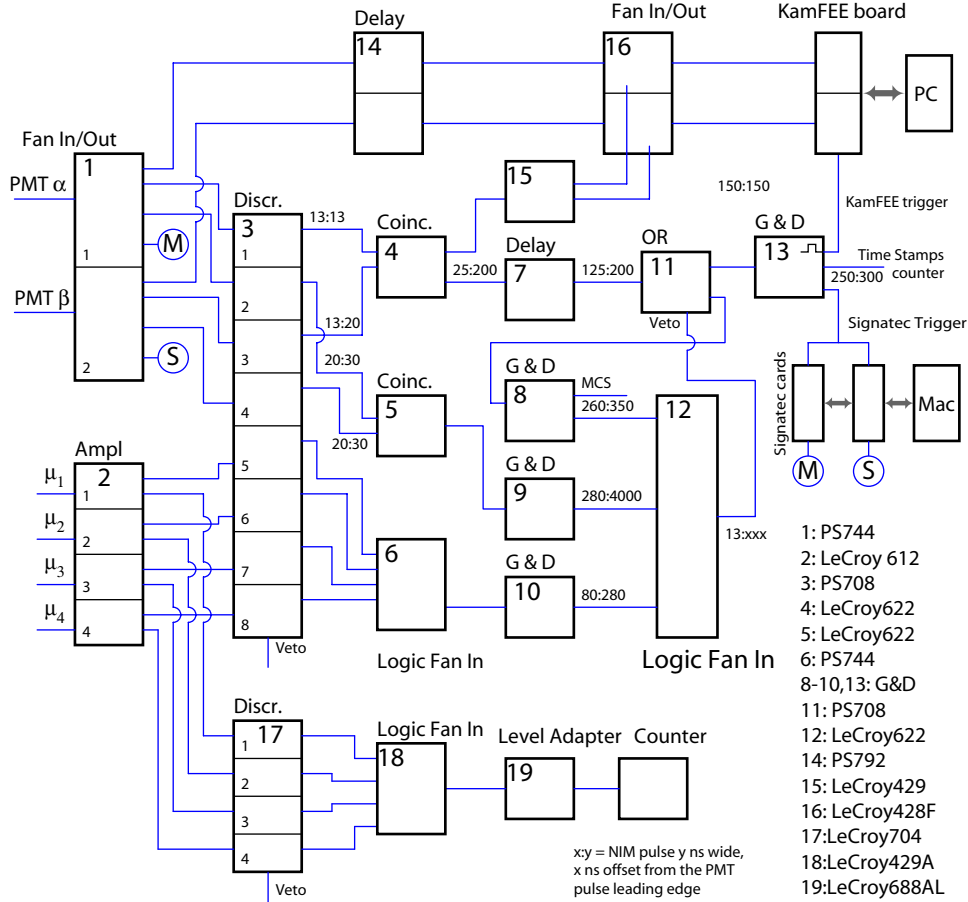 Delay
Fan In/Out
KamFEE board
14
16
PC
Fan In/Out
1
PMT α
1
M
PMT β
S
2
15
150:150
KamFEE trigger
Discr.
13:13
3
1
Coinc.
4
25:200
Delay
7
125:200
OR
11
Veto
G & D
13
Time Stamps
counter
250:300
Signatec Trigger
2
13:20
3
20:30
Coinc.
5
20:30
4
G & D
8
MCS
260:350
12
Signatec cards
Mac
M
S
Ampl
2
μ1
1
μ2
2
μ3
3
μ4
4
5
6
7
8
Veto
G & D
9
280:4000
13:xxx
6
Logic Fan In
G & D
10
80:280
Logic Fan In
1: PS744
2: LeCroy 612
3: PS708
4: LeCroy622
5: LeCroy622
6: PS744
8-10,13: G&D
11: PS708
12: LeCroy622
14: PS792
15: LeCroy429
16: LeCroy428F
17:LeCroy704
18:LeCroy429A
19:LeCroy688AL
Discr.
17
1
2
3
4
Veto
Logic Fan In
18
Level Adapter
19
Counter
x:y = NIM pulse y ns wide,
x ns offset from the PMT
pulse leading edge